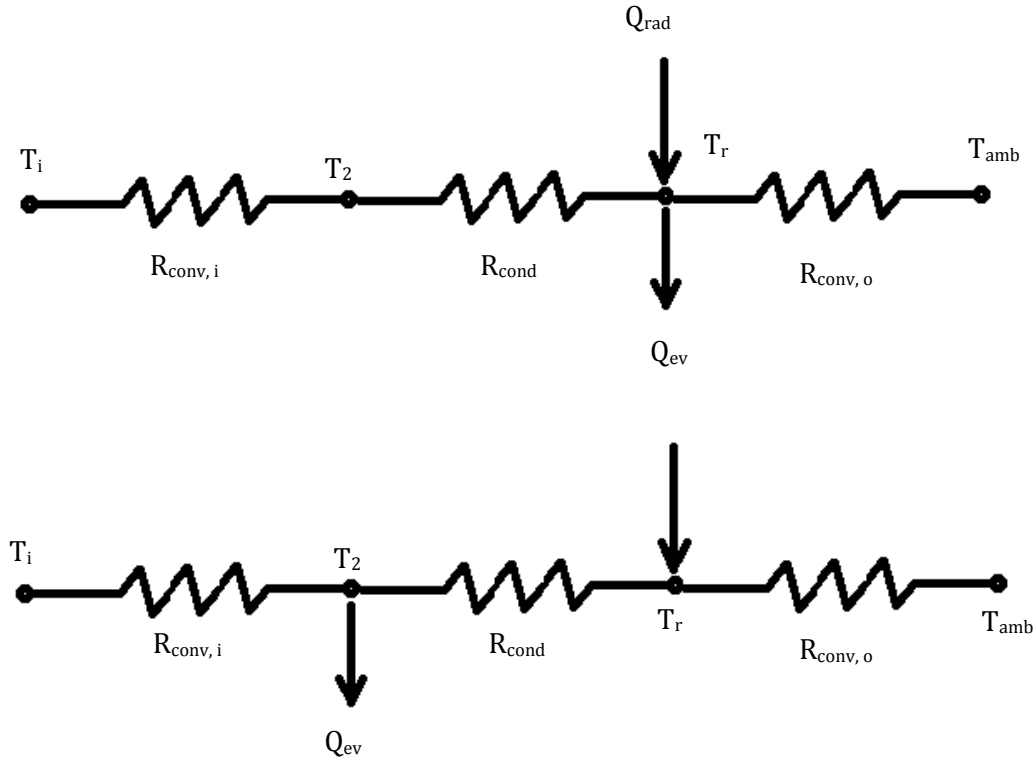 Q_rad
T_i
T_2
T_r
T_amb
R_conv, i
R_cond
R_conv, o
Q_ev
T_i
T_2
T_r
T_amb
R_conv, i
R_cond
R_conv, o
Q_ev